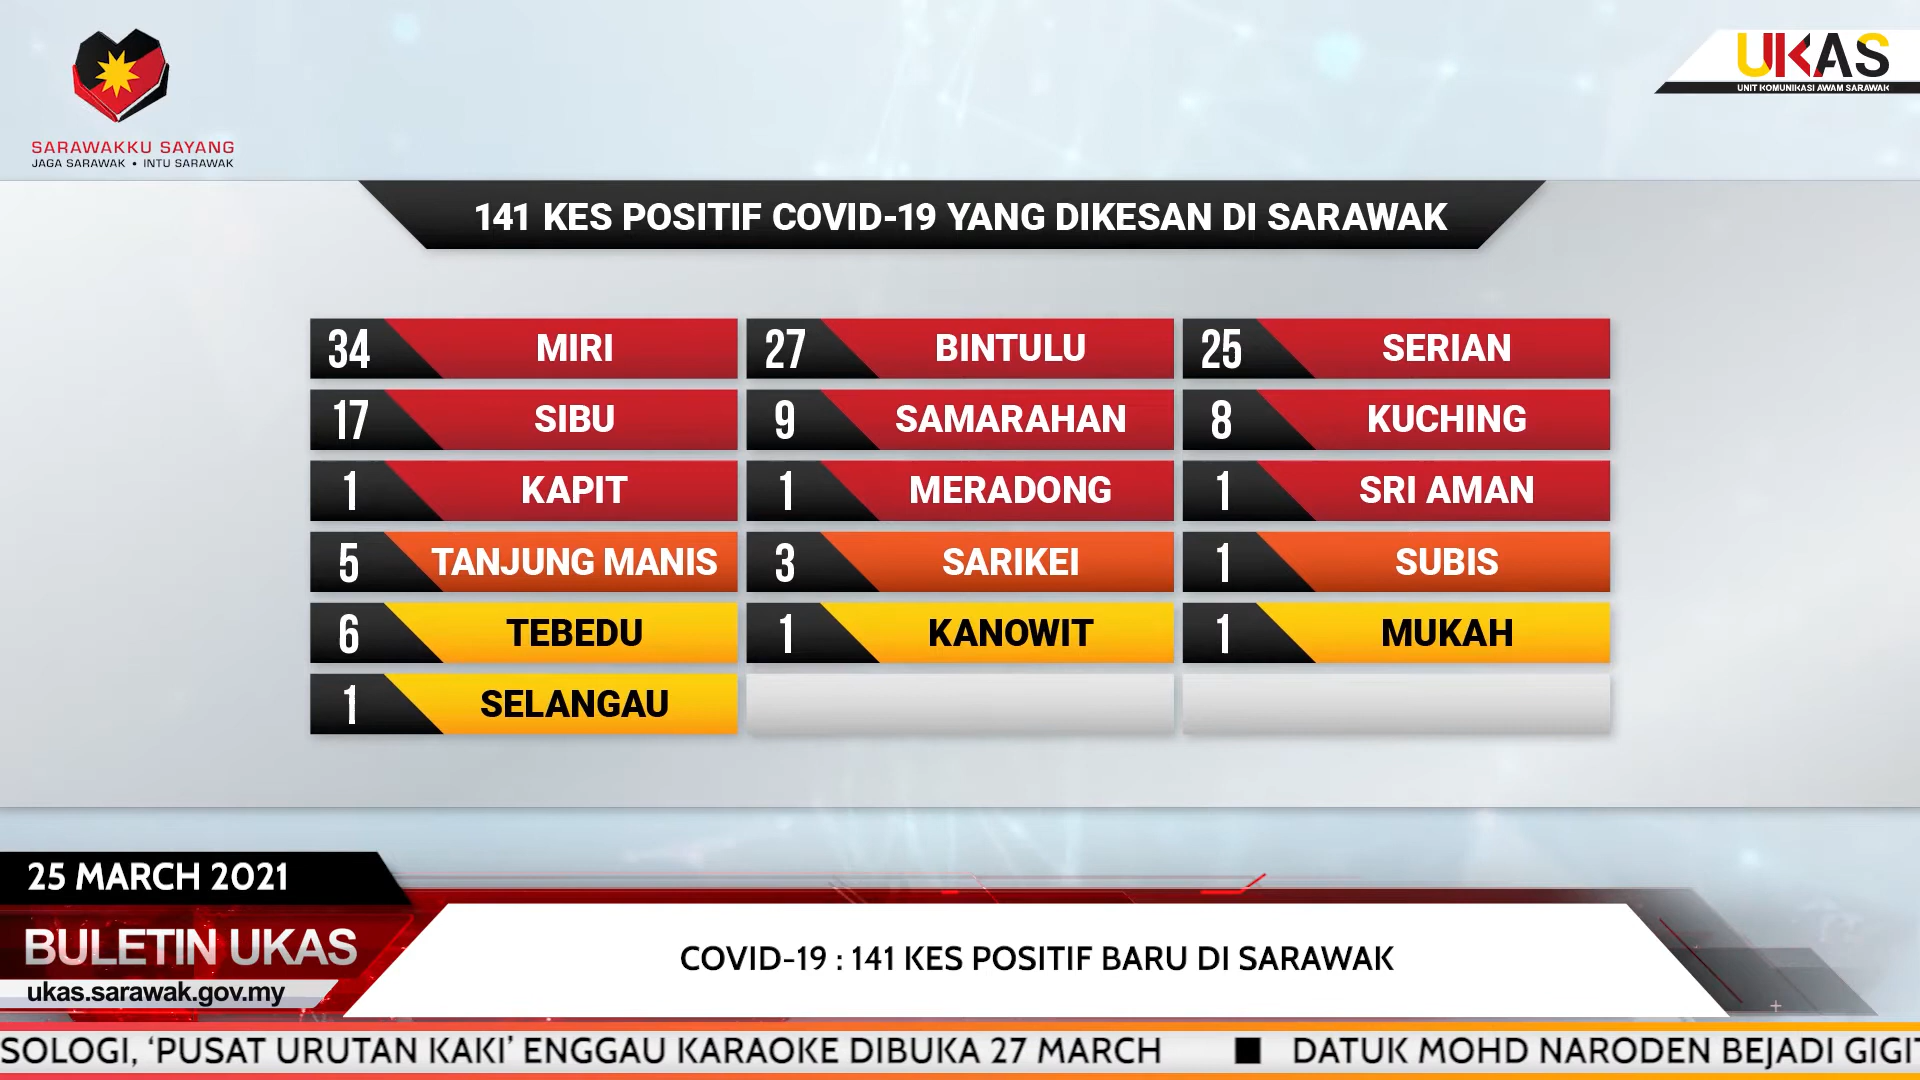 SARAWAKKU SAYANG
JAGA SARAWAK • INTU SARAWAK
UKAS
UNIT KOMUNIKASI AWAM SARAWAK
141 KES POSITIF COVID-19 YANG DIKESAN DI SARAWAK
34 MIRI 27 BINTULU 25 SERIAN
17 SIBU 9 SAMARAHAN 8 KUCHING
1 KAPIT 1 MERADONG 1 SRI AMAN
5 TANJUNG MANIS 3 SARIKEI 1 SUBIS
6 TEBEDU 1 KANOWIT 1 MUKAH
1 SELANGAU
25 MARCH 2021
BULETIN UKAS
ukas.sarawak.gov.my
COVID-19 : 141 KES POSITIF BARU DI SARAWAK
SOLOGI, ‘PUSAT URUTAN KAKI’ ENGGAU KARAOKE DIBUKA 27 MARCH ■ DATUK MOHD NARODEN BEJADI GIGIT